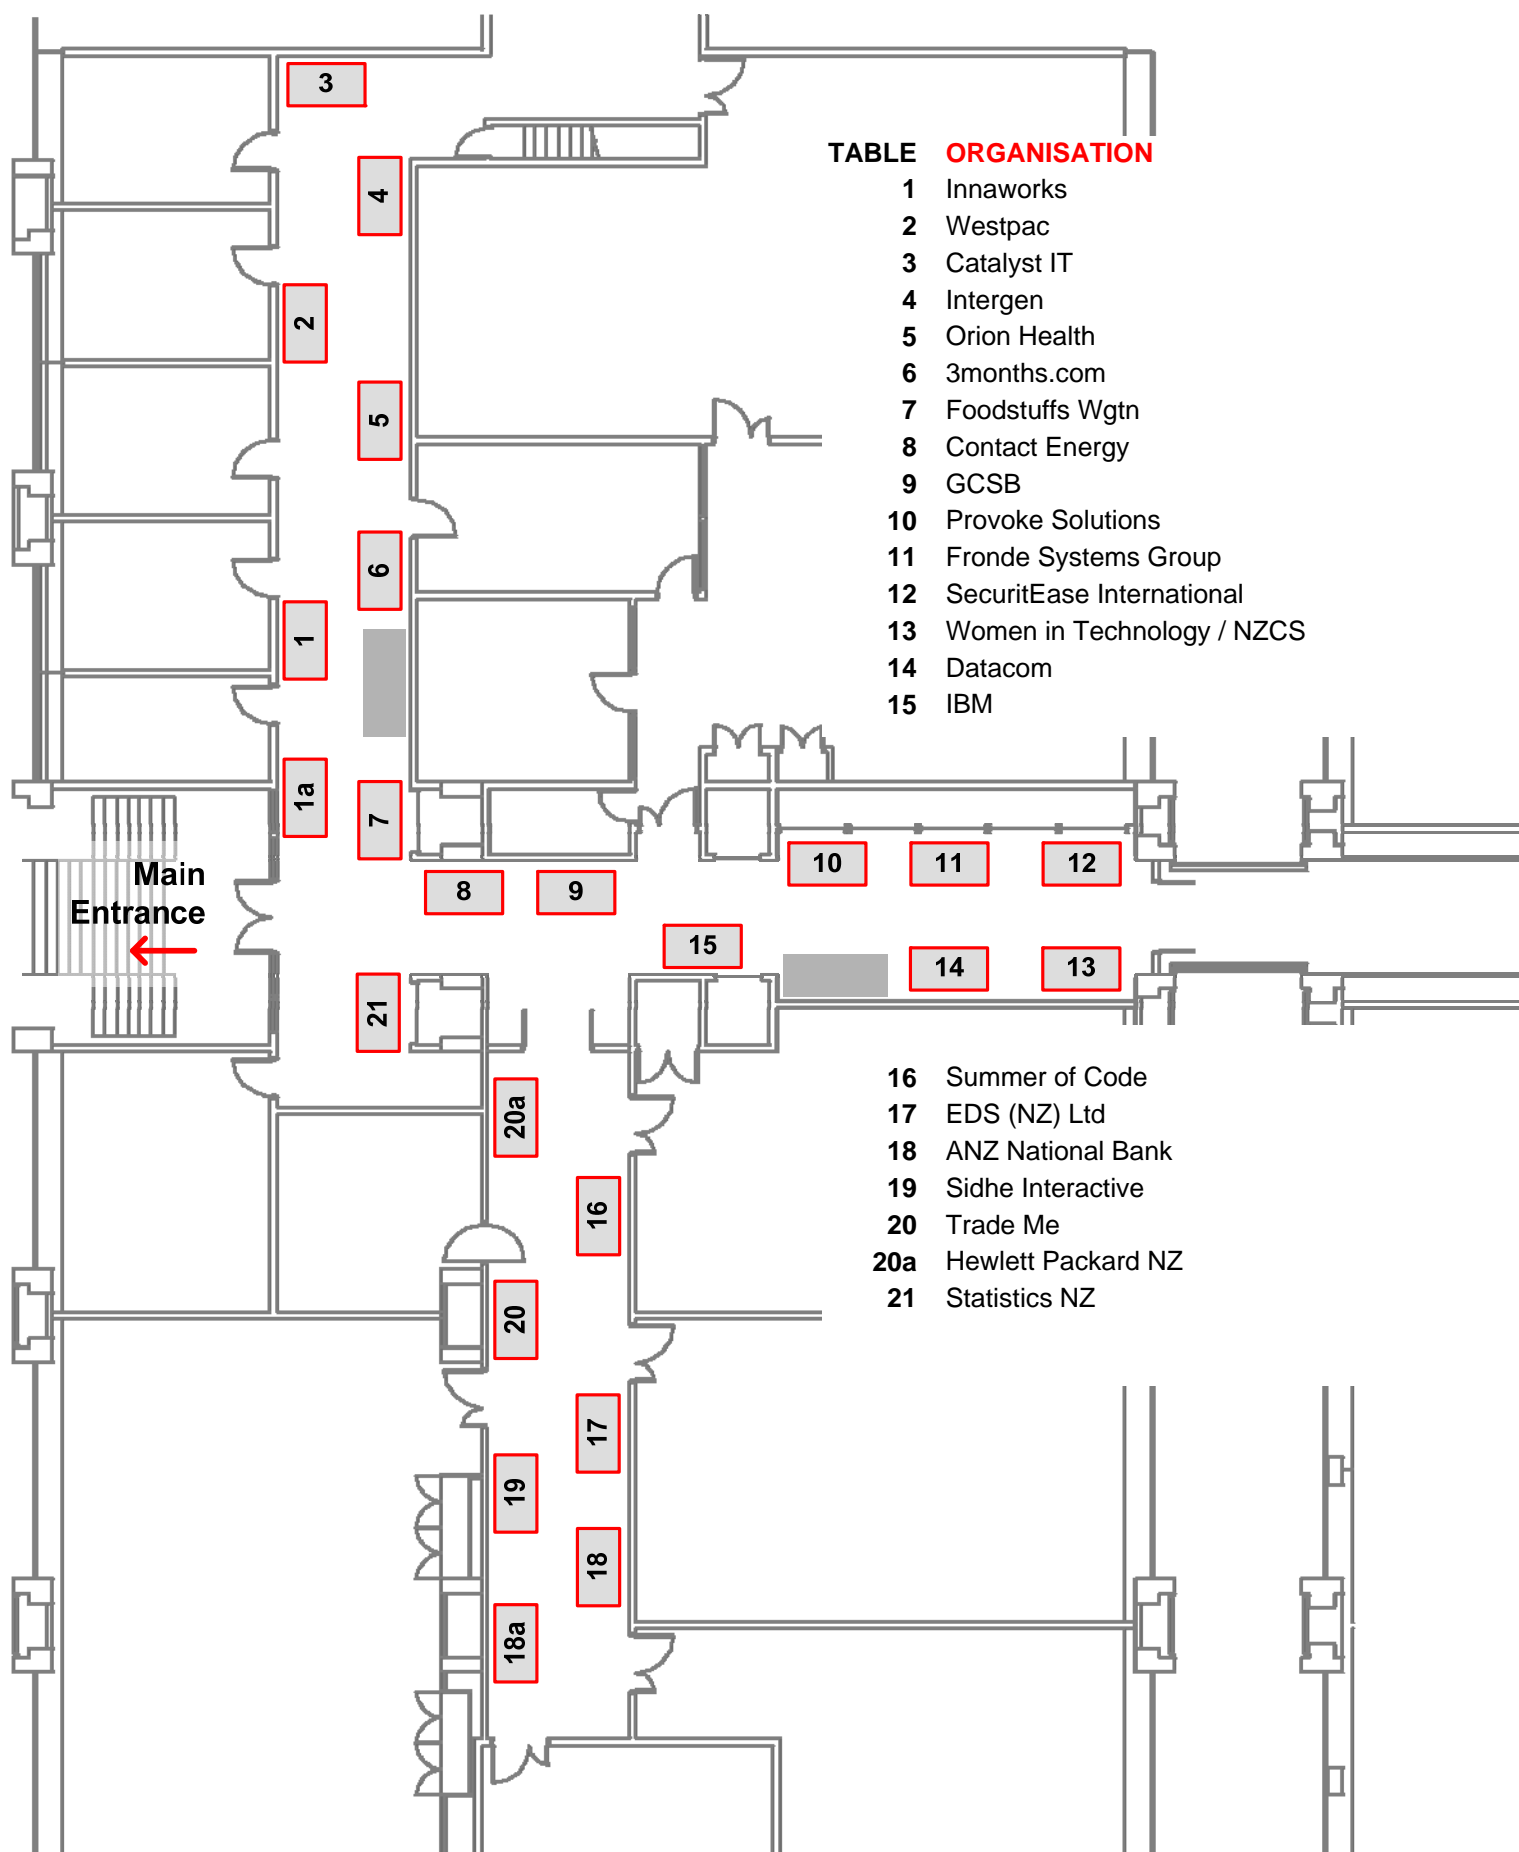 3
TABLE ORGANISATION
4
1 Innaworks
2 Westpac
3 Catalyst IT
2
4 Intergen
5 Orion Health
6 3months.com
5
7 Foodstuffs Wgtn
8 Contact Energy
9 GCSB
10 Provoke Solutions
6
11 Fronde Systems Group
12 SecuritEase International
1
13 Women in Technology / NZCS
14 Datacom
15 IBM
1a
7
10
11
12
Main
Entrance
8
9
15
14
13
21
16 Summer of Code
17 EDS (NZ) Ltd
20a
18 ANZ National Bank
19 Sidhe Interactive
16
20 Trade Me
20a Hewlett Packard NZ
21 Statistics NZ
20
17
19
18
18a